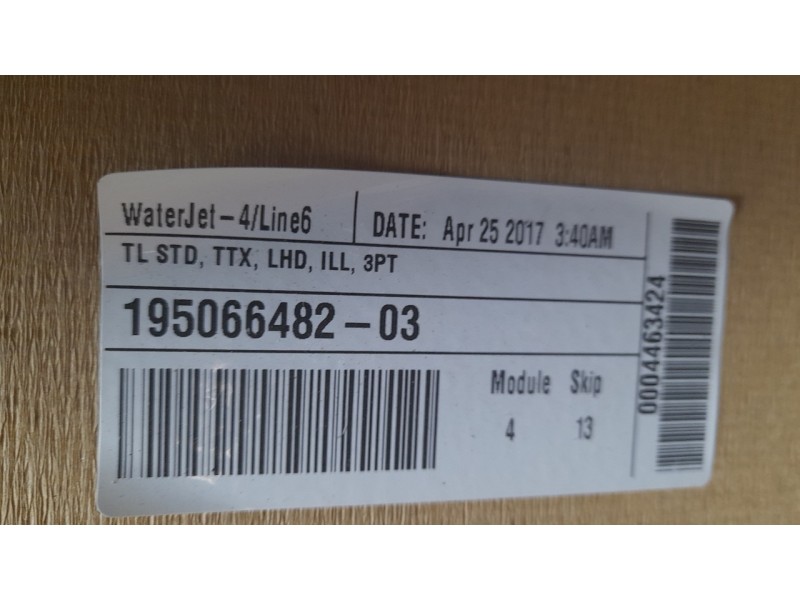 WaterJet-4/Line6
DATE: Apr 25 2017 3:40AM
TL STD, TTX, LHD, ILL, 3PT
195066482-03
Module Skip
4 13
0004463424